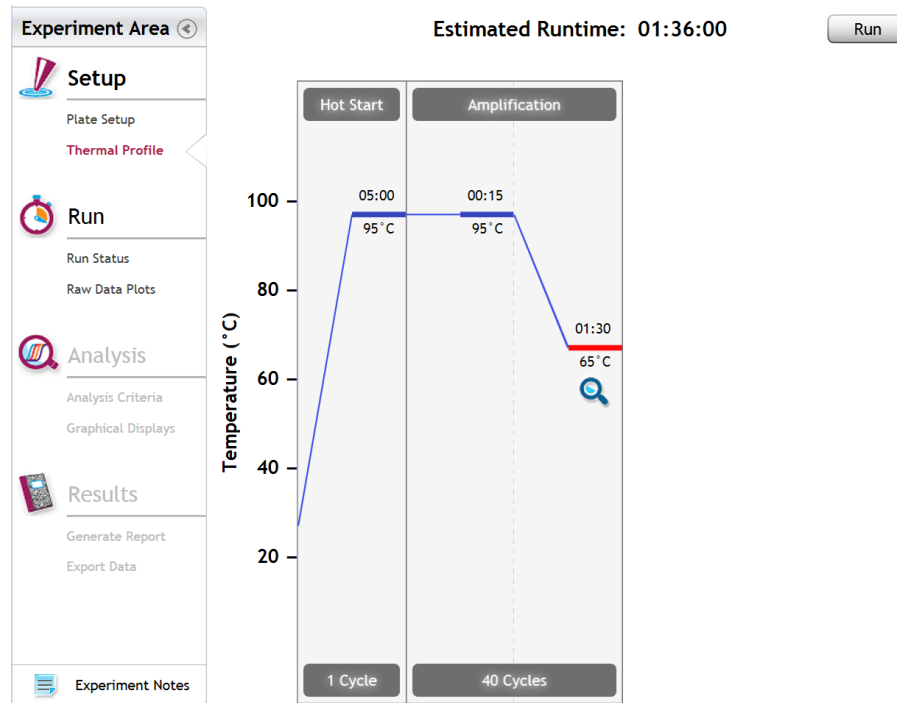 Experiment Area
Estimated Runtime: 01:36:00
Run
Setup
Plate Setup
Thermal Profile
Run
Run Status
Raw Data Plots
Analysis
Analysis Criteria
Graphical Displays
Results
Generate Report
Export Data
Experiment Notes
Hot Start
Amplification
Temperature (°C)
100
80
60
40
20
05:00
95°C
00:15
95°C
01:30
65°C
1 Cycle
40 Cycles